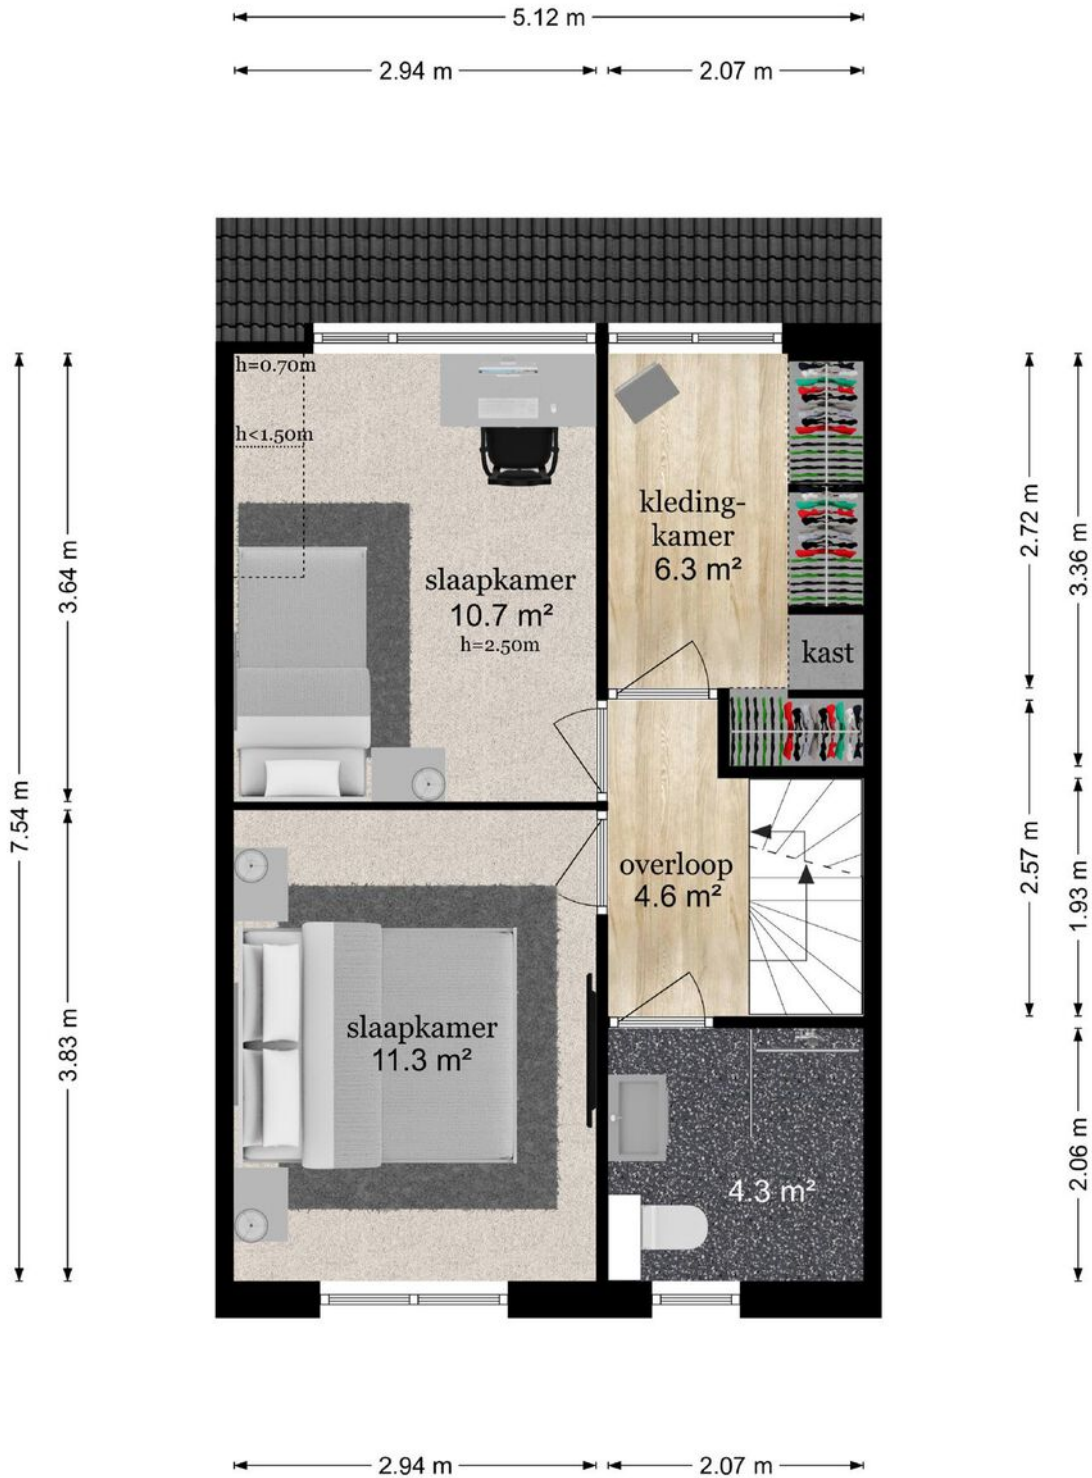 5.12 m
2.94 m
2.07 m
h=0.70m
h<1.50m
slaapkamer
10.7 m²
h=2.50m
kleding-
kamer
6.3 m²
kast
overloop
4.6 m²
slaapkamer
11.3 m²
4.3 m²
7.54 m
3.64 m
3.83 m
2.72 m
2.57 m
3.36 m
1.93 m
2.06 m
2.94 m
2.07 m